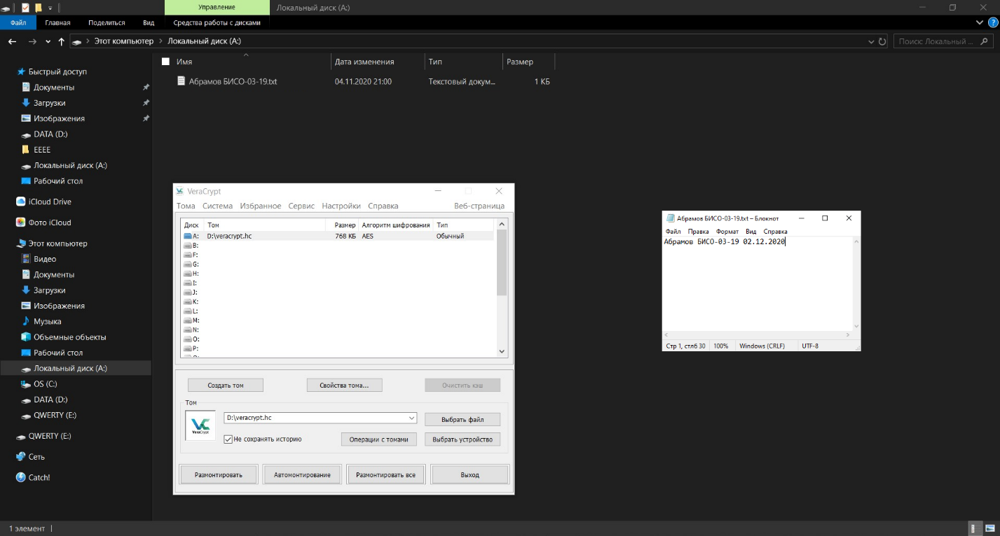 Управление
Локальный диск (A:)
Файл
Главная
Поделиться
Вид
Средства работы с дисками
Этот компьютер
Локальный диск (A:)
Поиск: Локальный ...
Быстрый доступ
Документы
Загрузки
Изображения
DATA (D:)
EEEE
Локальный диск (A:)
Рабочий стол
iCloud Drive
Фото iCloud
Этот компьютер
Видео
Документы
Загрузки
Изображения
Музыка
Объемные объекты
Рабочий стол
Локальный диск (A:)
OS (C:)
DATA (D:)
QWERTY (E:)
QWERTY (E:)
Сеть
Catch!
Имя
Дата изменения
Тип
Размер
Абрамов БИСО-03-19.txt
04.11.2020 21:00
Текстовый докум...
1 КБ
VeraCrypt
Тома
Система
Избранное
Сервис
Настройки
Справка
Веб-страница
Диск
Том
Размер
Алгоритм шифрования
Тип
A:
D:\veracrypt.hc
768 КБ
AES
Обычный
B:
F:
G:
H:
I:
J:
K:
L:
M:
N:
O:
P:
Создать том
Свойства тома...
Очистить кэш
Том
VeraCrypt
D:\veracrypt.hc
Выбрать файл
Не сохранять историю
Операции с томами
Выбрать устройство
Размонтировать
Автомонтирование
Размонтировать все
Выход
Абрамов БИСО-03-19.txt – Блокнот
Файл
Правка
Формат
Вид
Справка
Абрамов БИСО-03-19 02.12.2020
Стр 1, стлб 30
100%
Windows (CRLF)
UTF-8
1 элемент